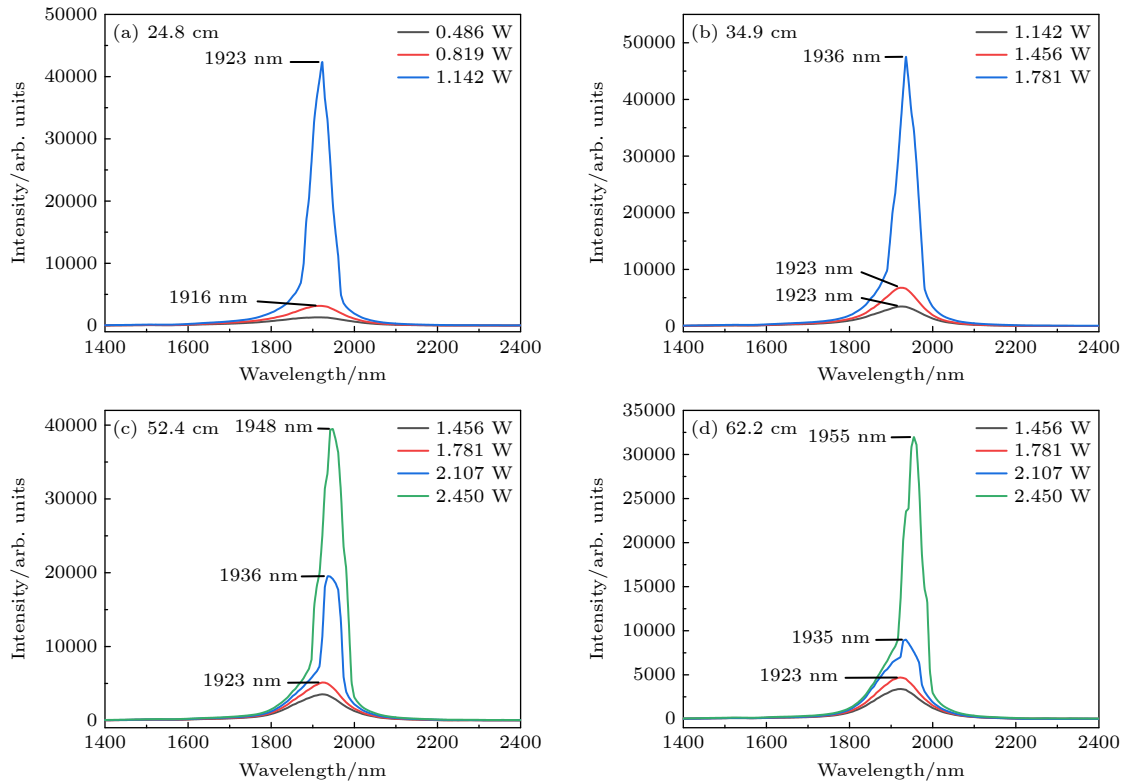 (a) 24.8 cm
0.486 W
0.819 W
1.142 W
1923 nm
1916 nm
50000
40000
30000
20000
10000
0
Intensity/arb. units
1400 1600 1800 2000 2200 2400
Wavelength/nm
(b) 34.9 cm
1.142 W
1.456 W
1.781 W
1936 nm
1923 nm
1923 nm
50000
40000
30000
20000
10000
0
Intensity/arb. units
1400 1600 1800 2000 2200 2400
Wavelength/nm
(c) 52.4 cm
1.456 W
1.781 W
2.107 W
2.450 W
1948 nm
1936 nm
1923 nm
40000
30000
20000
10000
0
Intensity/arb. units
1400 1600 1800 2000 2200 2400
Wavelength/nm
(d) 62.2 cm
1.456 W
1.781 W
2.107 W
2.450 W
1955 nm
1935 nm
1923 nm
35000
30000
25000
20000
15000
10000
5000
0
Intensity/arb. units
1400 1600 1800 2000 2200 2400
Wavelength/nm